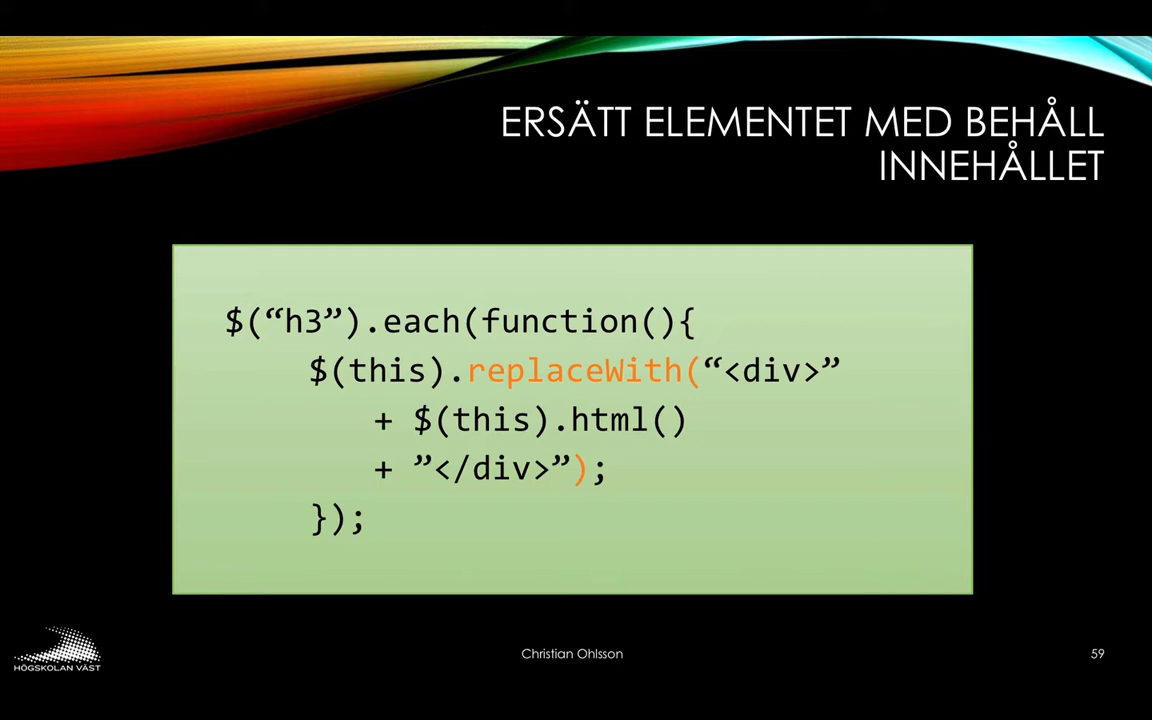 ERSÄTT ELEMENTET MED BEHÅLL
INNEHÅLLET
$(“h3”).each(function(){
$(this).replaceWith(“<div>”
+ $(this).html()
+ ”</div>”);
});
HÖGSKOLAN VÄST
Christian Ohlsson
59